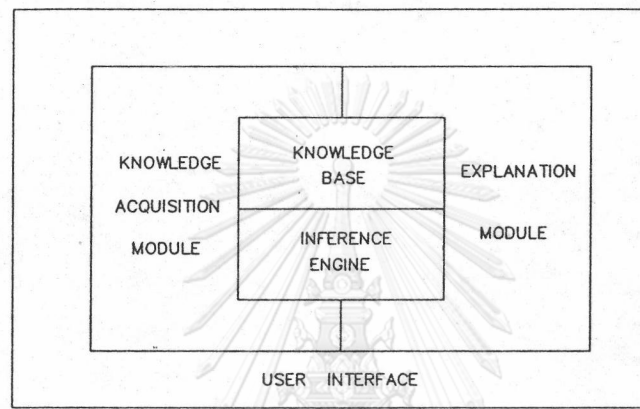 KNOWLEDGE
ACQUISITION
MODULE
KNOWLEDGE
BASE
INFERENCE
ENGINE
EXPLANATION
MODULE
USER INTERFACE